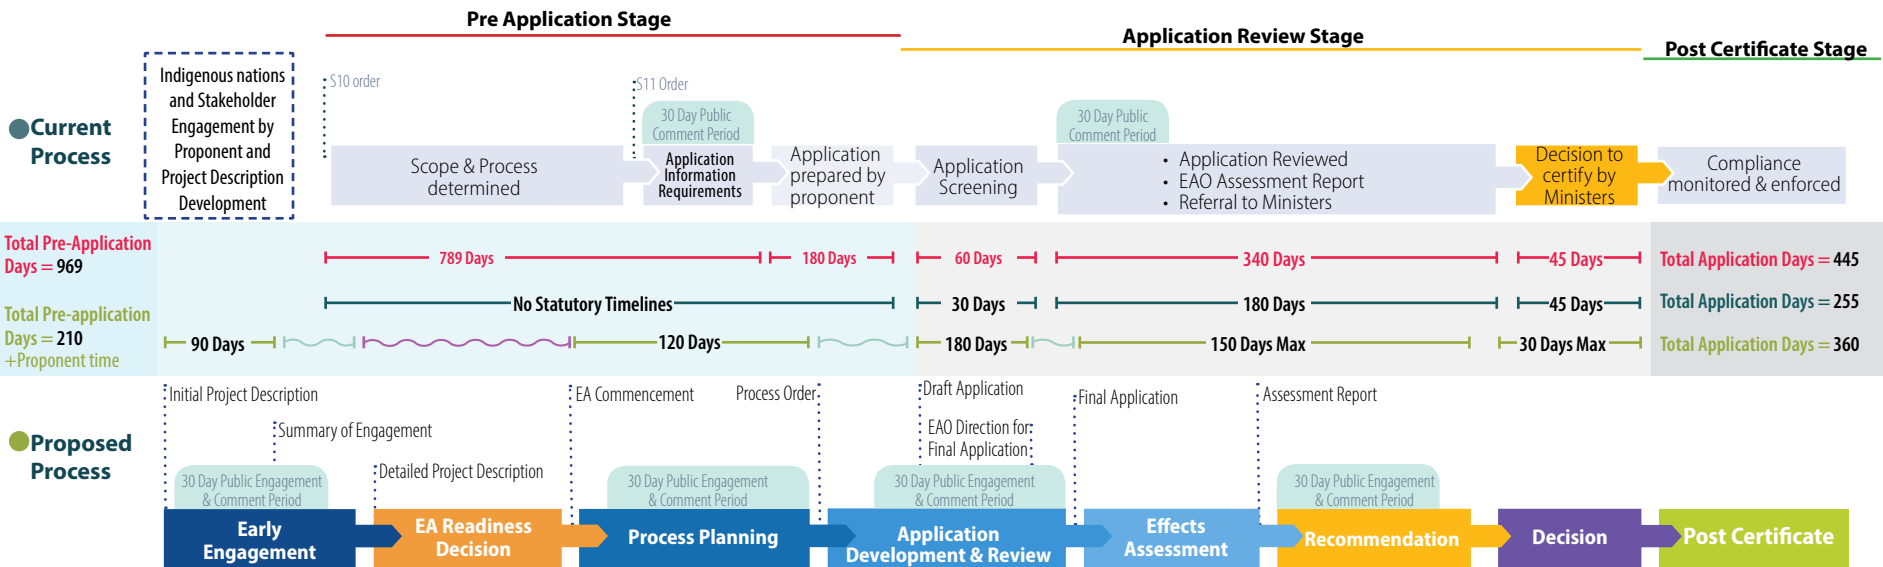 Pre Application Stage
Application Review Stage
Post Certificate Stage
Current
Process
Indigenous nations
and Stakeholder
Engagement by
Proponent and
Project Description
Development
S10 order
S11 Order
30 Day Public
Comment Period
30 Day Public
Comment Period
Scope & Process
determined
Application
Information
Requirements
Application
prepared by
proponent
Application
Screening
• Application Reviewed
• EAO Assessment Report
• Referral to Ministers
Decision to
certify by
Ministers
Compliance
monitored & enforced
Total Pre-Application
Days = 969
789 Days
180 Days
60 Days
340 Days
45 Days
Total Application Days = 445
No Statutory Timelines
30 Days
180 Days
45 Days
Total Application Days = 255
Total Pre-application
Days = 210
+Proponent time
90 Days
120 Days
180 Days
150 Days Max
30 Days Max
Total Application Days = 360
Proposed
Process
Initial Project Description
Summary of Engagement
Detailed Project Description
EA Commencement
Process Order
Draft Application
EAO Direction for
Final Application
Final Application
Assessment Report
30 Day Public Engagement
& Comment Period
30 Day Public Engagement
& Comment Period
30 Day Public Engagement
& Comment Period
30 Day Public Engagement
& Comment Period
Early
Engagement
EA Readiness
Decision
Process Planning
Application
Development & Review
Effects
Assessment
Recommendation
Decision
Post Certificate